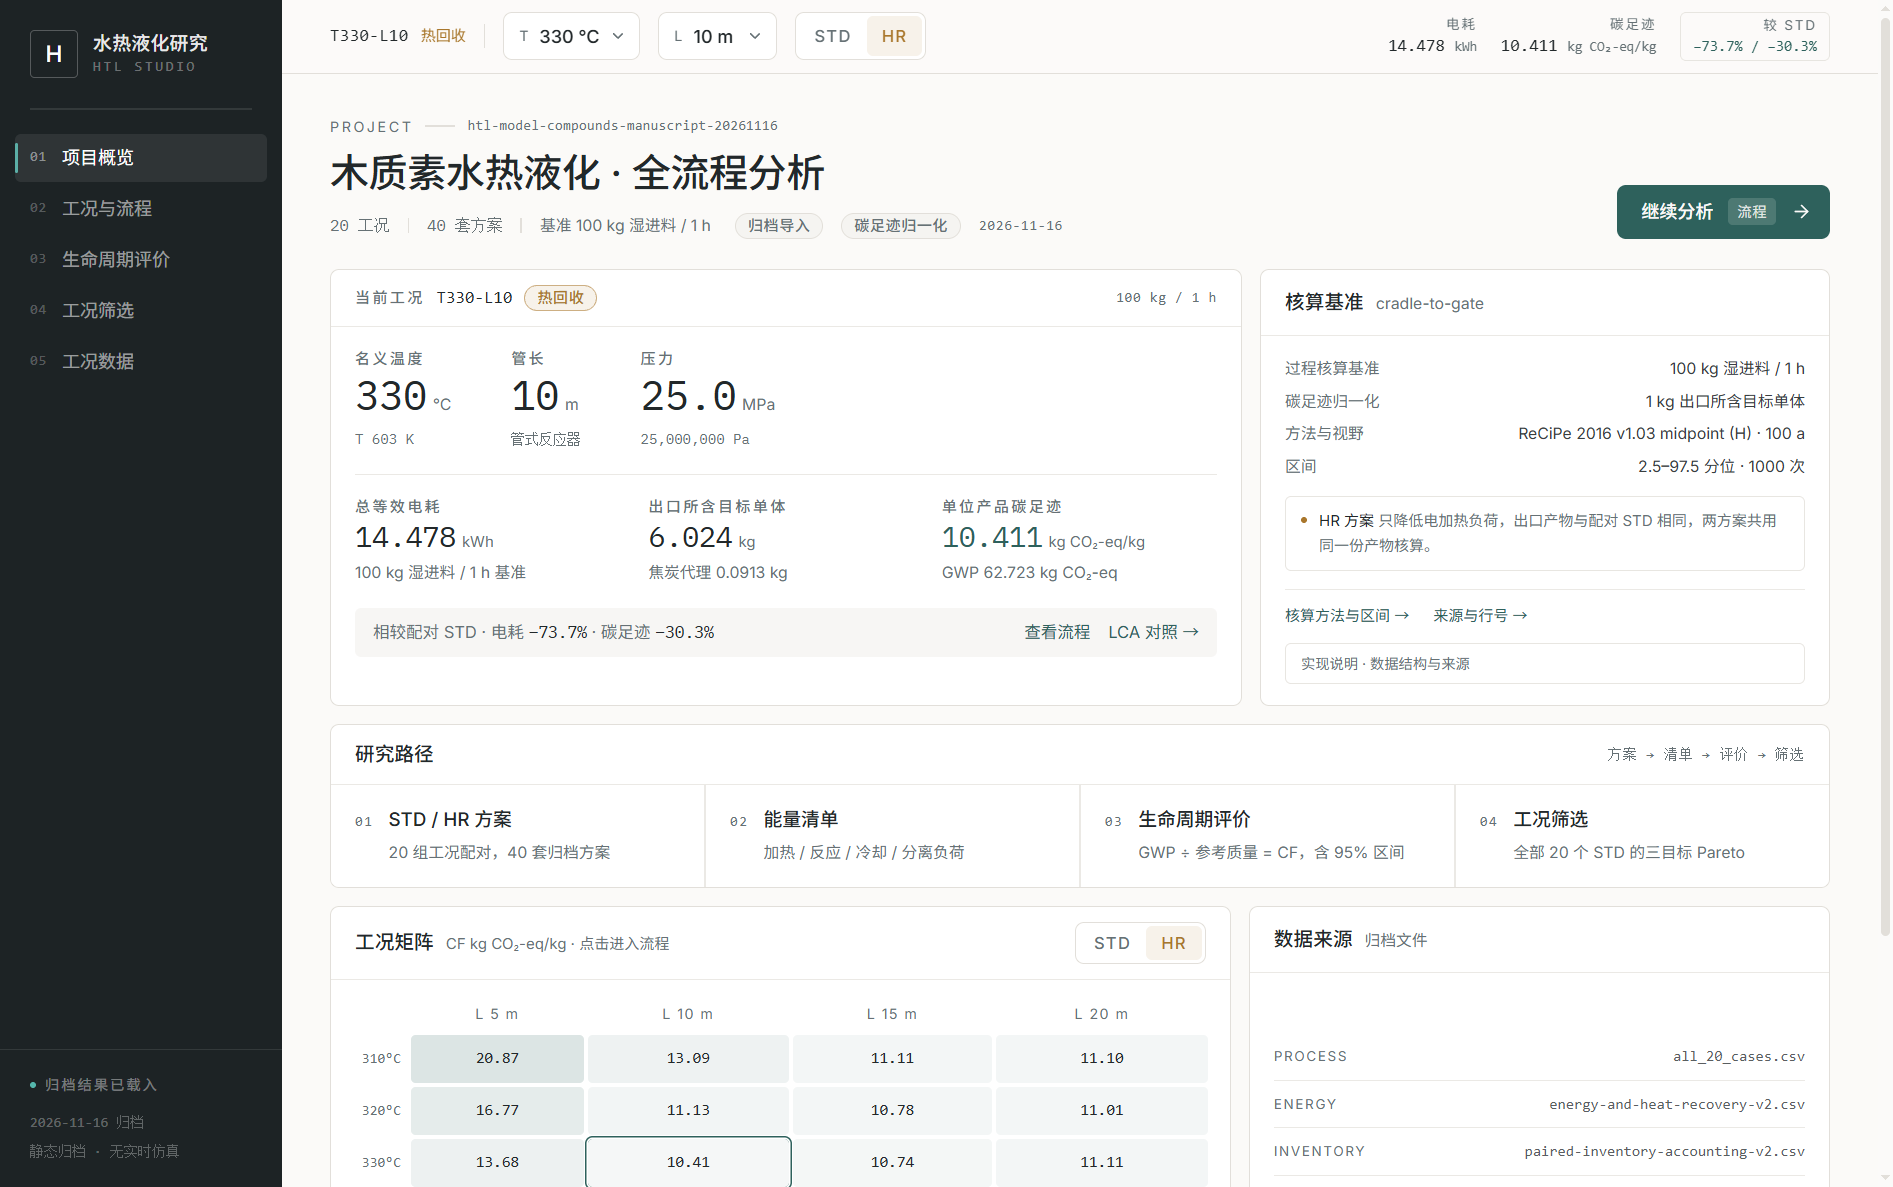 H
水热液化研究
HTL STUDIO
01 项目概览
02 工况与流程
03 生命周期评价
04 工况筛选
05 工况数据
归档结果已载入
2026-11-16 归档
静态归档 · 无实时仿真
T330-L10 热回收
T 330 °C
L 10 m
STD HR
电耗
14.478 kWh
碳足迹
10.411 kg CO₂-eq/kg
较 STD
−73.7% / −30.3%
PROJECT htl-model-compounds-manuscript-20261116
木质素水热液化 · 全流程分析
20 工况 40 套方案 基准 100 kg 湿进料 / 1 h 归档导入 碳足迹归一化 2026-11-16
继续分析 流程 →
当前工况 T330-L10 热回收 100 kg / 1 h
名义温度 管长 压力
330 °C 10 m 25.0 MPa
T 603 K 管式反应器 25,000,000 Pa
总等效电耗 出口所含目标单体 单位产品碳足迹
14.478 kWh 6.024 kg 10.411 kg CO₂-eq/kg
100 kg 湿进料 / 1 h 基准 焦炭代理 0.0913 kg GWP 62.723 kg CO₂-eq
相较配对 STD · 电耗 −73.7% · 碳足迹 −30.3% 查看流程 LCA 对照 →
核算基准 cradle-to-gate
过程核算基准 100 kg 湿进料 / 1 h
碳足迹归一化 1 kg 出口所含目标单体
方法与视野 ReCiPe 2016 v1.03 midpoint (H) · 100 a
区间 2.5–97.5 分位 · 1000 次
HR 方案 只降低电加热负荷，出口产物与配对 STD 相同，两方案共用
同一份产物核算。
核算方法与区间 → 来源与行号 →
实现说明 · 数据结构与来源
研究路径 方案 → 清单 → 评价 → 筛选
01 STD / HR 方案
20 组工况配对，40 套归档方案
02 能量清单
加热 / 反应 / 冷却 / 分离负荷
03 生命周期评价
GWP ÷ 参考质量 = CF，含 95% 区间
04 工况筛选
全部 20 个 STD 的三目标 Pareto
工况矩阵 CF kg CO₂-eq/kg · 点击进入流程 STD HR
L 5 m L 10 m L 15 m L 20 m
310°C 20.87 13.09 11.11 11.10
320°C 16.77 11.13 10.78 11.01
330°C 13.68 10.41 10.74 11.11
数据来源 归档文件
PROCESS all_20_cases.csv
ENERGY energy-and-heat-recovery-v2.csv
INVENTORY paired-inventory-accounting-v2.csv